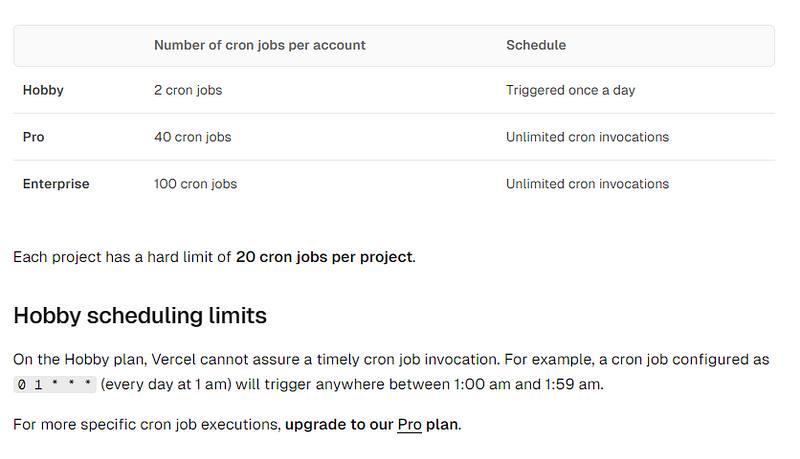 Number of cron jobs per account Schedule
Hobby 2 cron jobs Triggered once a day
Pro 40 cron jobs Unlimited cron invocations
Enterprise 100 cron jobs Unlimited cron invocations
Each project has a hard limit of 20 cron jobs per project.
Hobby scheduling limits
On the Hobby plan, Vercel cannot assure a timely cron job invocation. For example, a cron job configured as
0 1 * * * (every day at 1 am) will trigger anywhere between 1:00 am and 1:59 am.
For more specific cron job executions, upgrade to our Pro plan.